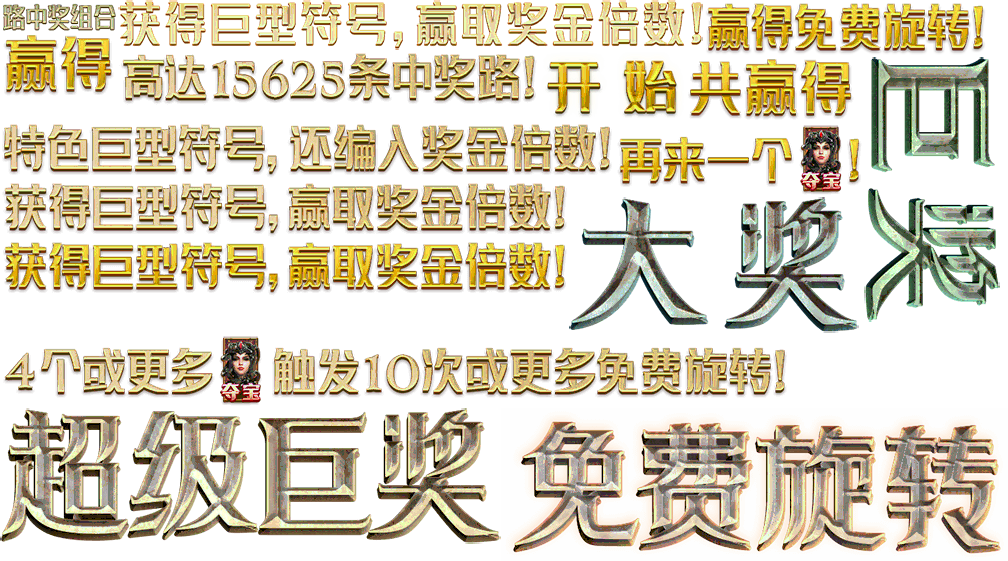 路中奖组合
获得巨型符号，赢取奖金倍数!
赢得免费旋转!
赢得
高达15625条中奖路!
开 始
共赢得
巨奖
特色巨型符号，还编入奖金倍数!
再来一个夺宝!
获得巨型符号，赢取奖金倍数!
大奖
获得巨型符号，赢取奖金倍数!
4个或更多夺宝触发10次或更多免费旋转!
超级巨奖
免费旋转